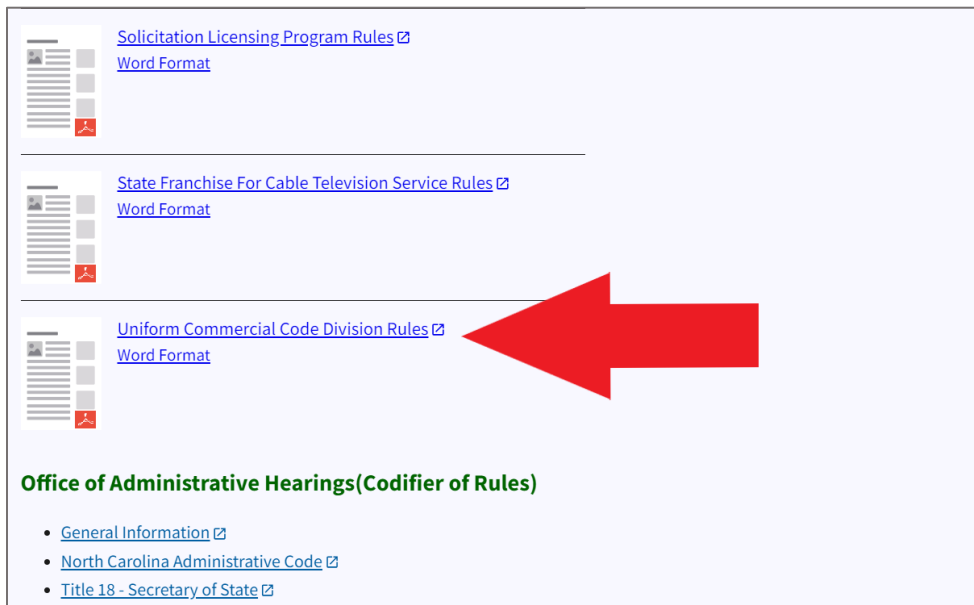 Solicitation Licensing Program Rules
Word Format
State Franchise For Cable Television Service Rules
Word Format
Uniform Commercial Code Division Rules
Word Format
Office of Administrative Hearings(Codifier of Rules)
General Information
North Carolina Administrative Code
Title 18 - Secretary of State